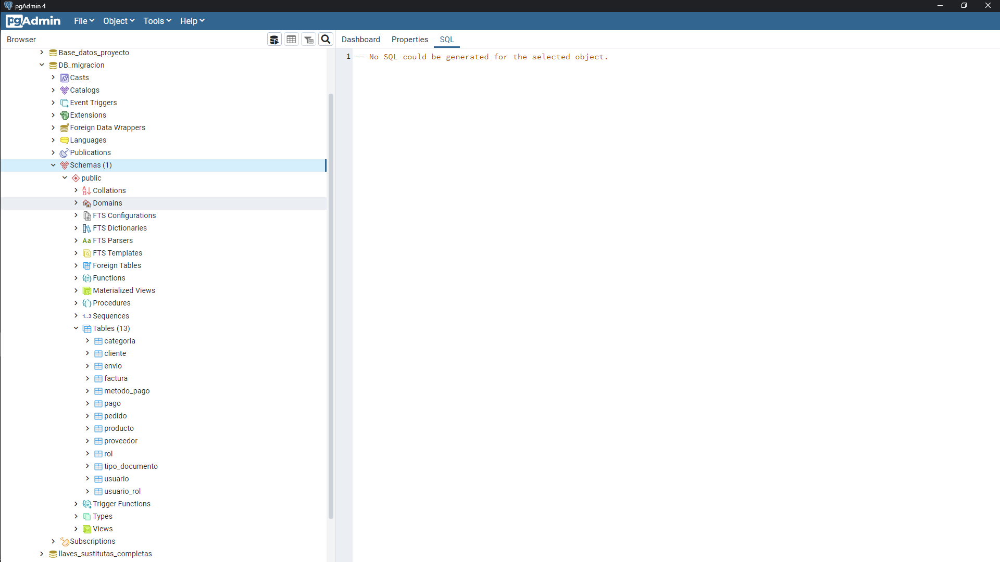 pgAdmin 4
pgAdmin File Object Tools Help
Browser
Dashboard Properties SQL
Base_datos_proyecto
DB_migracion
Casts
Catalogs
Event Triggers
Extensions
Foreign Data Wrappers
Languages
Publications
Schemas (1)
public
Collations
Domains
FTS Configurations
FTS Dictionaries
Aa FTS Parsers
FTS Templates
Foreign Tables
Functions
Materialized Views
Procedures
1..3 Sequences
Tables (13)
categoria
cliente
envio
factura
metodo_pago
pago
pedido
producto
proveedor
rol
tipo_documento
usuario
usuario_rol
Trigger Functions
Types
Views
Subscriptions
llaves_sustitutas_completas
1 -- No SQL could be generated for the selected object.